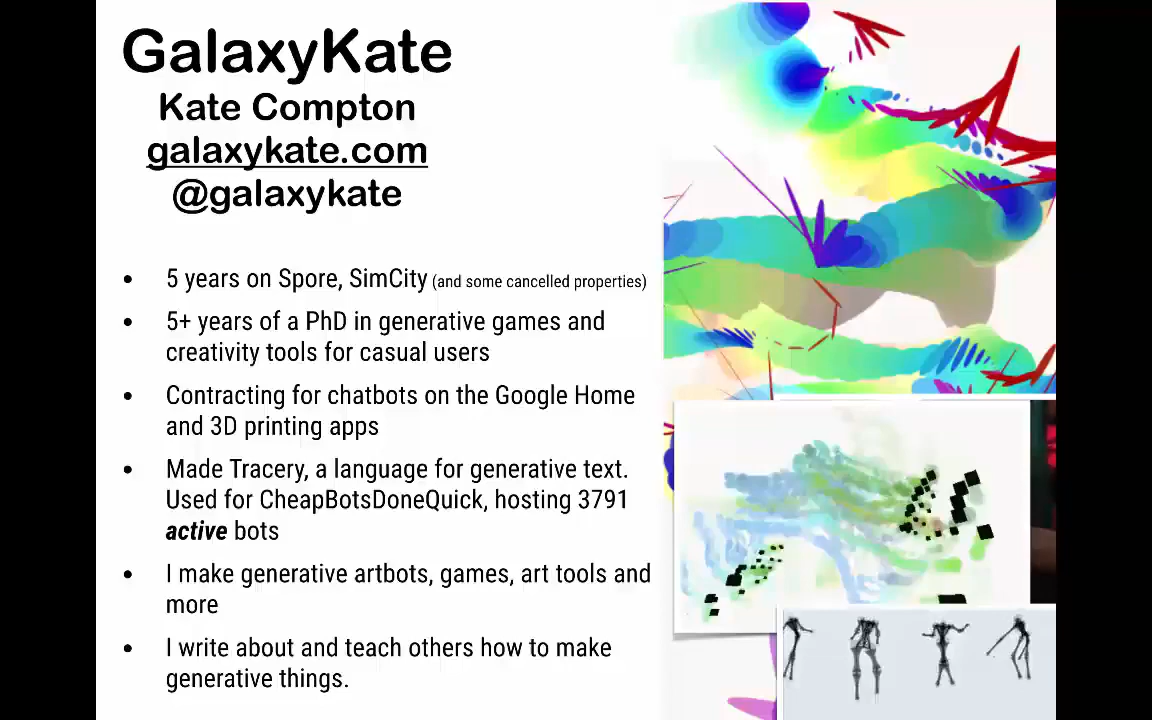 GalaxyKate
Kate Compton
galaxykate.com
@galaxykate
• 5 years on Spore, SimCity (and some cancelled properties)
• 5+ years of a PhD in generative games and
creativity tools for casual users
• Contracting for chatbots on the Google Home
and 3D printing apps
• Made Tracery, a language for generative text.
Used for CheapBotsDoneQuick, hosting 3791
active bots
• I make generative artbots, games, art tools and
more
• I write about and teach others how to make
generative things.